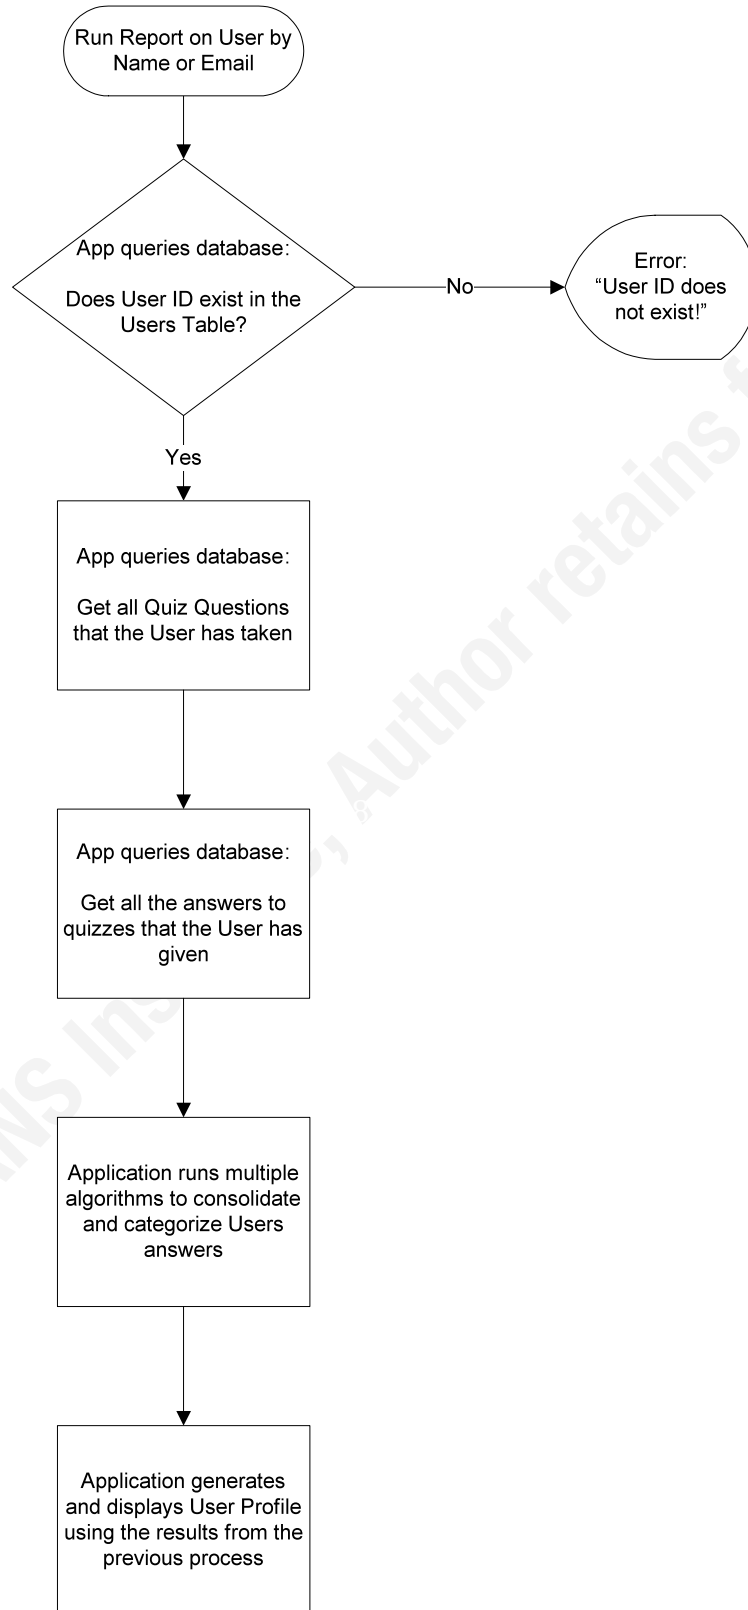 Run Report on User by
Name or Email
App queries database:
Does User ID exist in the
Users Table?
No
Error:
“User ID does
not exist!”
Yes
App queries database:
Get all Quiz Questions
that the User has taken
App queries database:
Get all the answers to
quizzes that the User has
given
Application runs multiple
algorithms to consolidate
and categorize Users
answers
Application generates
and displays User Profile
using the results from the
previous process
Author retains